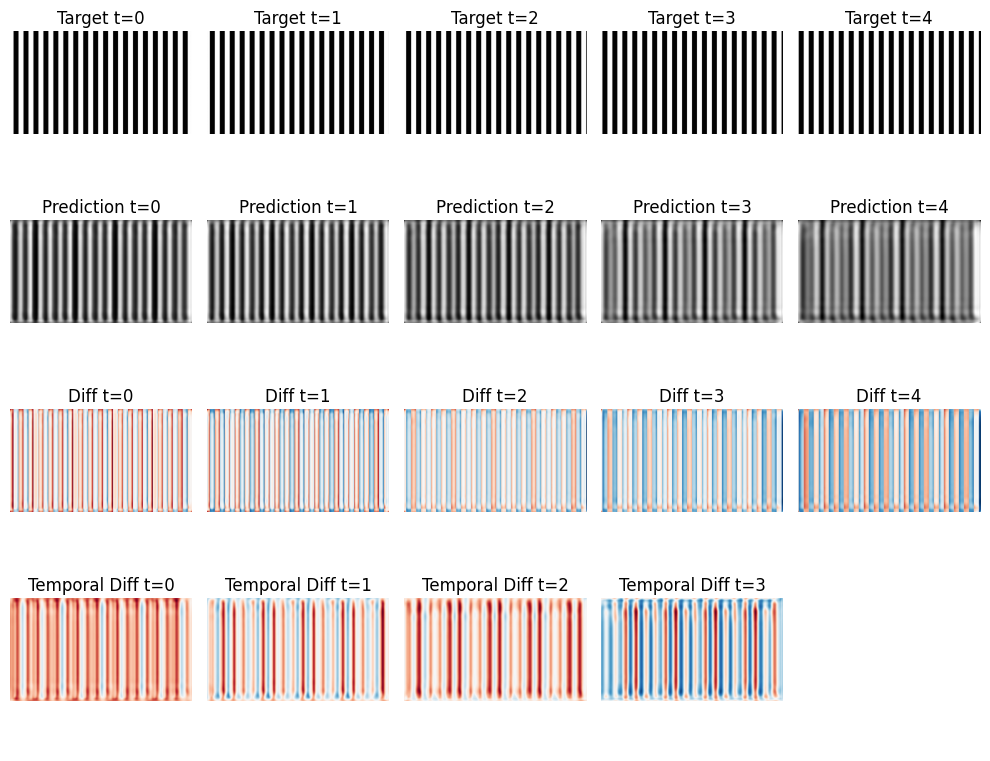 Target t=0 Target t=1 Target t=2 Target t=3 Target t=4
Prediction t=0 Prediction t=1 Prediction t=2 Prediction t=3 Prediction t=4
Diff t=0 Diff t=1 Diff t=2 Diff t=3 Diff t=4
Temporal Diff t=0 Temporal Diff t=1 Temporal Diff t=2 Temporal Diff t=3